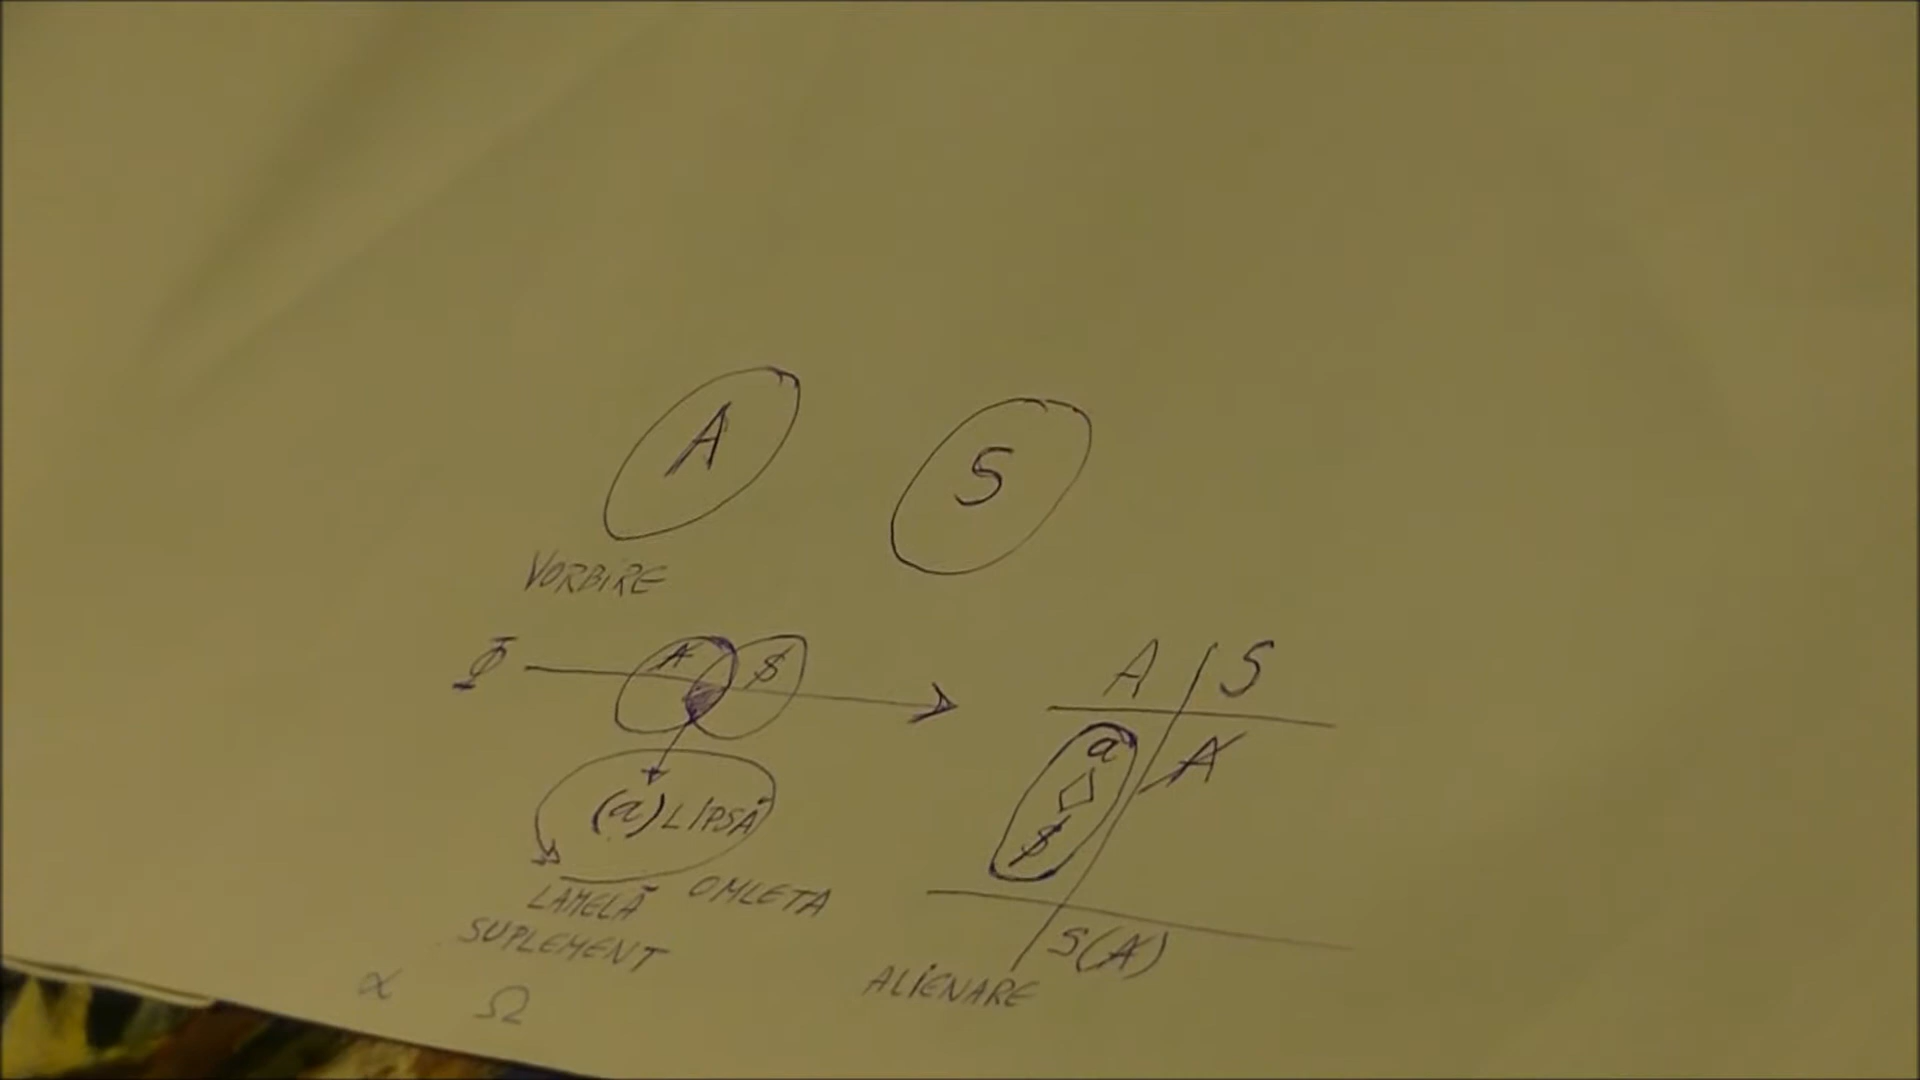 A S
VORBIRE
Φ A̸ $
A S
a A̸
◇
$
(a) LIPSĂ
LAMELĂ OMLETA
SUPLEMENT
S(A̸)
ALIENARE
α Ω